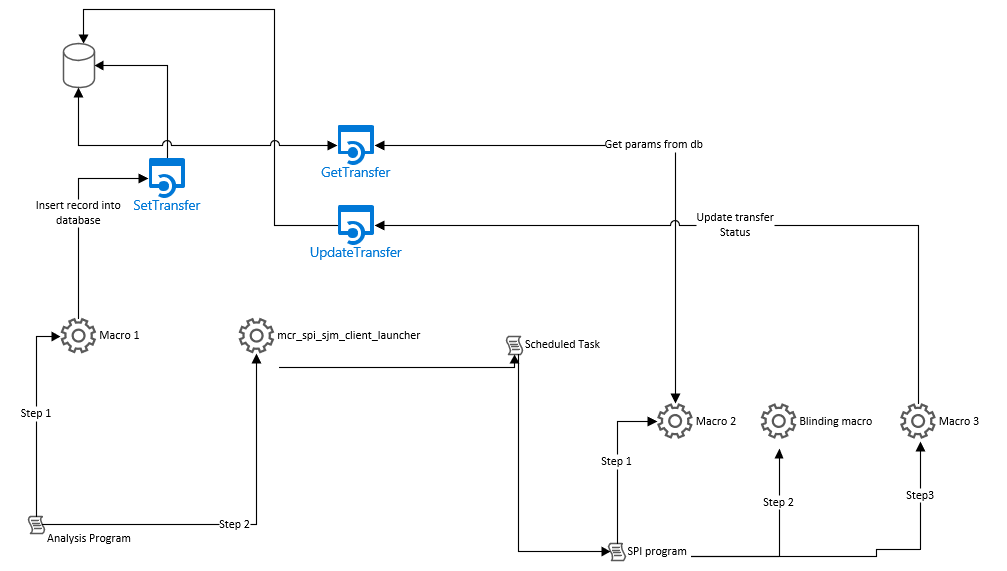 Get params from db
GetTransfer
Insert record into
database
SetTransfer
Update transfer
Status
UpdateTransfer
Macro 1
mcr_spi_sjm_client_launcher
Scheduled Task
Step 1
Macro 2
Blinding macro
Macro 3
Step 1
Step 2
Step3
Step 2
Analysis Program
SPI program